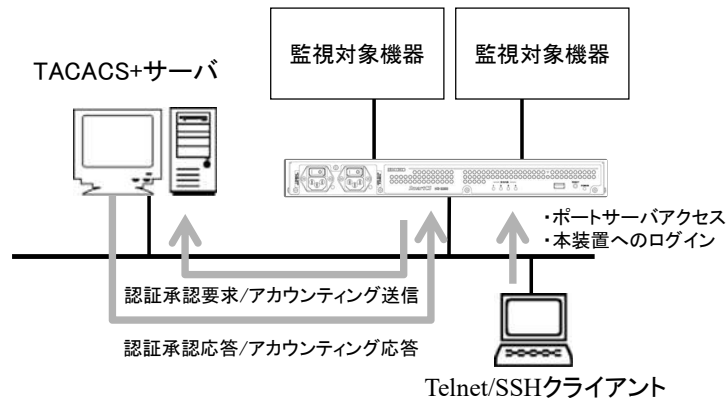 監視対象機器
監視対象機器
TACACS+サーバ
・ポートサーバアクセス
・本装置へのログイン
認証承認要求/アカウンティング送信
認証承認応答/アカウンティング応答
Telnet/SSHクライアント